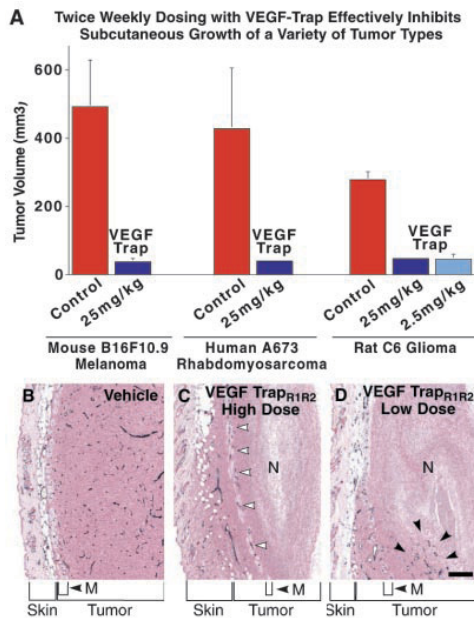 A
Twice Weekly Dosing with VEGF-Trap Effectively Inhibits
Subcutaneous Growth of a Variety of Tumor Types
Tumor Volume (mm3)
600
400
200
0
VEGF
Trap
VEGF
Trap
VEGF
Trap
Control
25mg/kg
Control
25mg/kg
Control
25mg/kg
2.5mg/kg
Mouse B16F10.9
Melanoma
Human A673
Rhabdomyosarcoma
Rat C6 Glioma
B
Vehicle
C
VEGF TrapR1R2
High Dose
N
D
VEGF TrapR1R2
Low Dose
N
M
Skin
Tumor
M
Skin
Tumor
M
Skin
Tumor